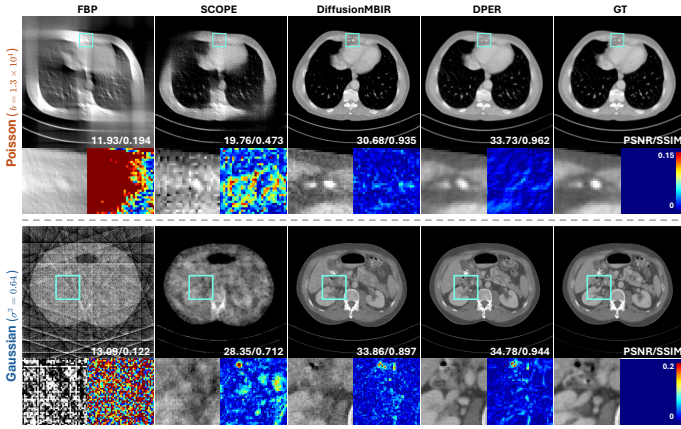 FBP SCOPE DiffusionMBIR DPER GT
Poisson (b = 1.3 × 10⁴)
11.93/0.194 19.76/0.473 30.68/0.935 33.73/0.962 PSNR/SSIM
0.15
0
Gaussian (σ² = 0.64)
13.09/0.122 28.35/0.712 33.86/0.897 34.78/0.944 PSNR/SSIM
0.2
0